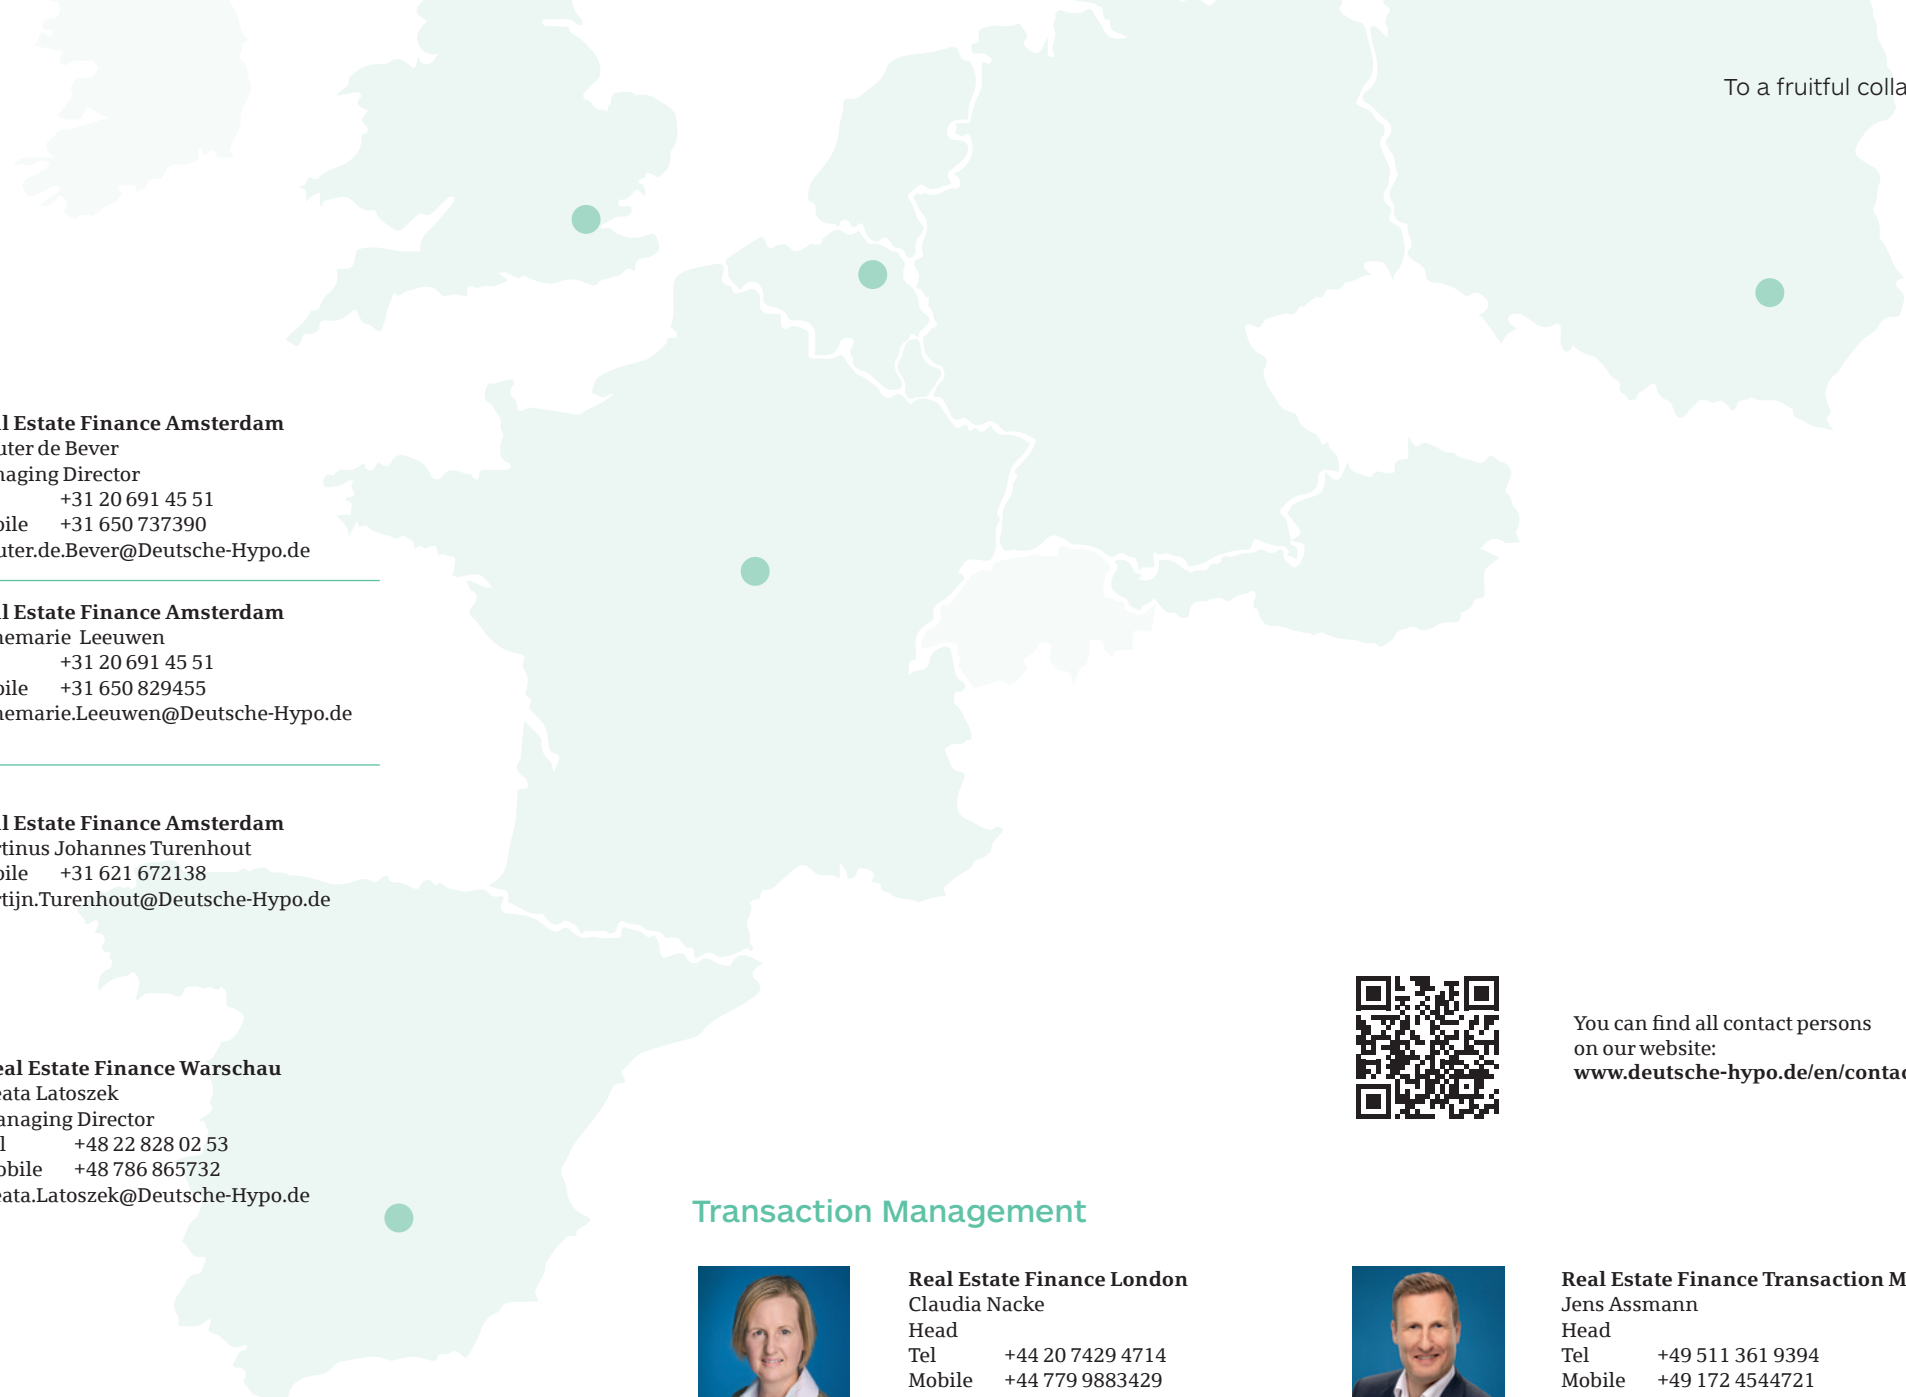 To a fruitful colla
l Estate Finance Amsterdam
uter de Bever
naging Director
+31 20 691 45 51
bile +31 650 737390
uter.de.Bever@Deutsche-Hypo.de
l Estate Finance Amsterdam
nemarie Leeuwen
+31 20 691 45 51
bile +31 650 829455
nemarie.Leeuwen@Deutsche-Hypo.de
l Estate Finance Amsterdam
rtinus Johannes Turenhout
bile +31 621 672138
rtijn.Turenhout@Deutsche-Hypo.de
eal Estate Finance Warschau
eata Latoszek
anaging Director
l +48 22 828 02 53
obile +48 786 865732
eata.Latoszek@Deutsche-Hypo.de
You can find all contact persons
on our website:
www.deutsche-hypo.de/en/contac
Transaction Management
Real Estate Finance London
Claudia Nacke
Head
Tel +44 20 7429 4714
Mobile +44 779 9883429
Real Estate Finance Transaction M
Jens Assmann
Head
Tel +49 511 361 9394
Mobile +49 172 4544721